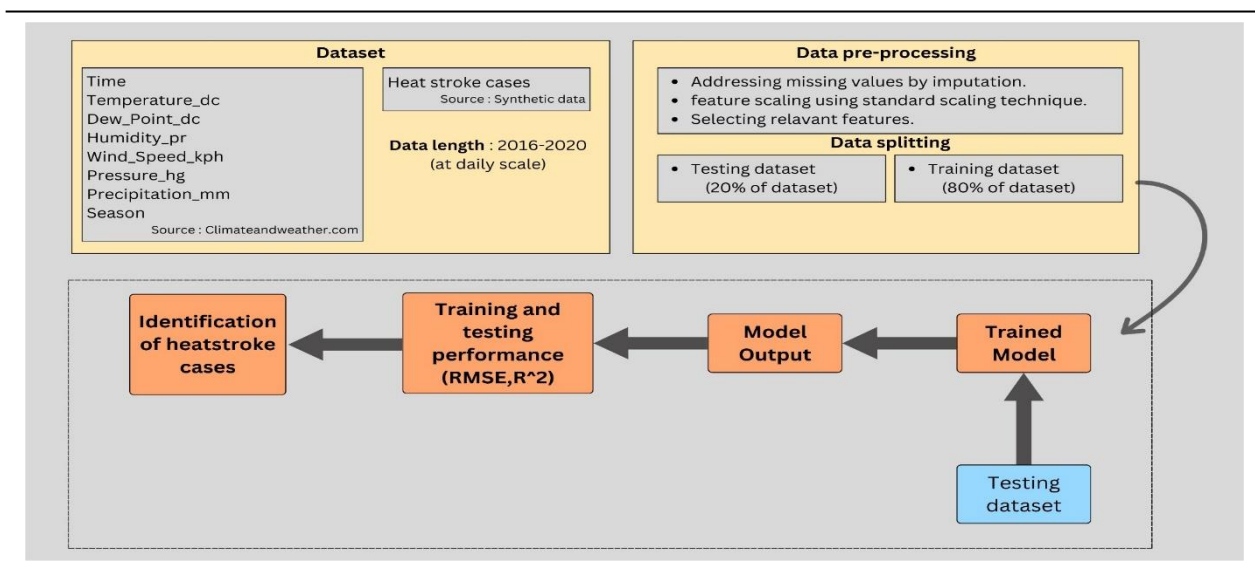 Dataset
Time
Temperature_dc
Dew_Point_dc
Humidity_pr
Wind_Speed_kph
Pressure_hg
Precipitation_mm
Season
Source : Climateandweather.com
Heat stroke cases
Source : Synthetic data
Data length : 2016-2020
(at daily scale)
Data pre-processing
• Addressing missing values by imputation.
• feature scaling using standard scaling technique.
• Selecting relavant features.
Data splitting
• Testing dataset
(20% of dataset)
• Training dataset
(80% of dataset)
Identification
of heatstroke
cases
Training and
testing
performance
(RMSE,R^2)
Model
Output
Trained
Model
Testing
dataset